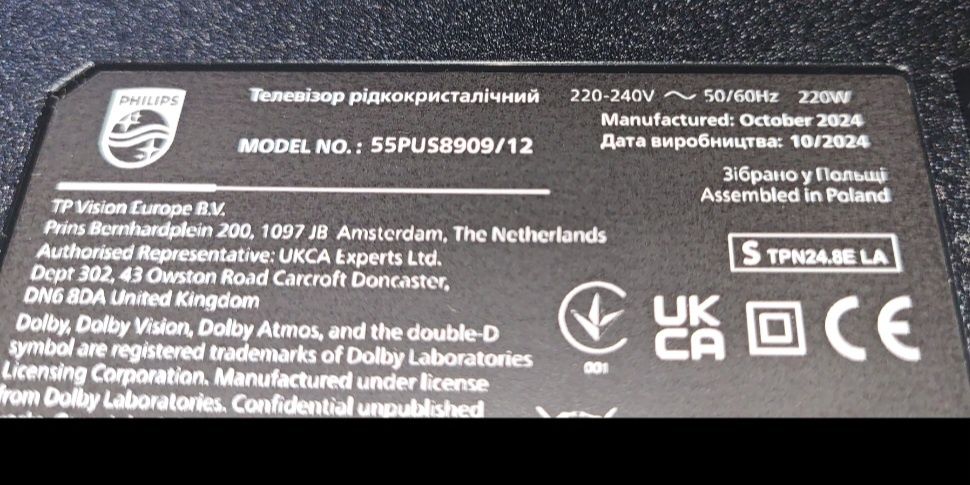 PHILIPS
Телевізор рідкокристалічний 220-240V ~ 50/60Hz 220W
Manufactured: October 2024
MODEL NO.: 55PUS8909/12
Дата виробництва: 10/2024
Зібрано у Польщі
Assembled in Poland
TP Vision Europe B.V.
Prins Bernhardplein 200, 1097 JB Amsterdam, The Netherlands
Authorised Representative: UKCA Experts Ltd.
Dept 302, 43 Owston Road Carcroft Doncaster,
DN6 8DA United Kingdom
S TPN24.8E LA
Dolby, Dolby Vision, Dolby Atmos, and the double-D
symbol are registered trademarks of Dolby Laboratories
Licensing Corporation. Manufactured under license
from Dolby Laboratories. Confidential unpublished
001
UK
CA
CE